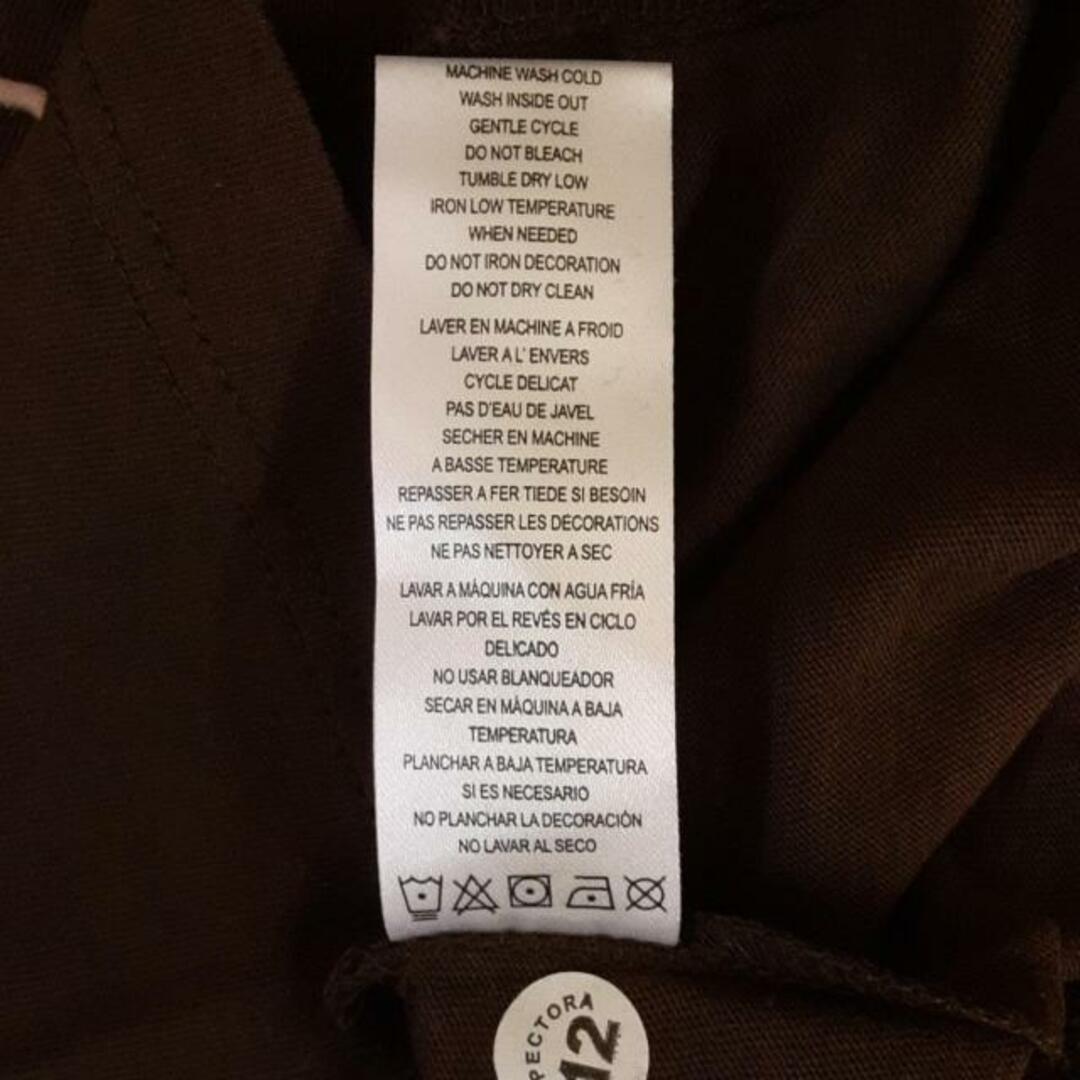 MACHINE WASH COLD
WASH INSIDE OUT
GENTLE CYCLE
DO NOT BLEACH
TUMBLE DRY LOW
IRON LOW TEMPERATURE
WHEN NEEDED
DO NOT IRON DECORATION
DO NOT DRY CLEAN
LAVER EN MACHINE A FROID
LAVER A L' ENVERS
CYCLE DELICAT
PAS D'EAU DE JAVEL
SECHER EN MACHINE
A BASSE TEMPERATURE
REPASSER A FER TIEDE SI BESOIN
NE PAS REPASSER LES DECORATIONS
NE PAS NETTOYER A SEC
LAVAR A MÁQUINA CON AGUA FRÍA
LAVAR POR EL REVÉS EN CICLO
DELICADO
NO USAR BLANQUEADOR
SECAR EN MÁQUINA A BAJA
TEMPERATURA
PLANCHAR A BAJA TEMPERATURA
SI ES NECESARIO
NO PLANCHAR LA DECORACIÓN
NO LAVAR AL SECO
PECTORA
12